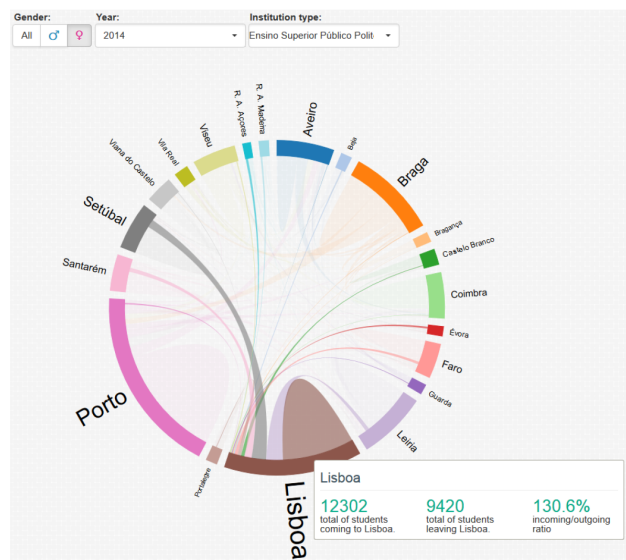 Gender:
Year:
Institution type:
All
2014
Ensino Superior Público Polit
R. A. Madeira
R. A. Açores
Aveiro
Beja
Viseu
Vila Real
Viana do Castelo
Braga
Setúbal
Bragança
Castelo Branco
Santarém
Coimbra
Évora
Faro
Porto
Guarda
Leiria
Portalegre
Lisboa
Lisboa
12302
total of students
coming to Lisboa.
9420
total of students
leaving Lisboa.
130.6%
incoming/outgoing
ratio